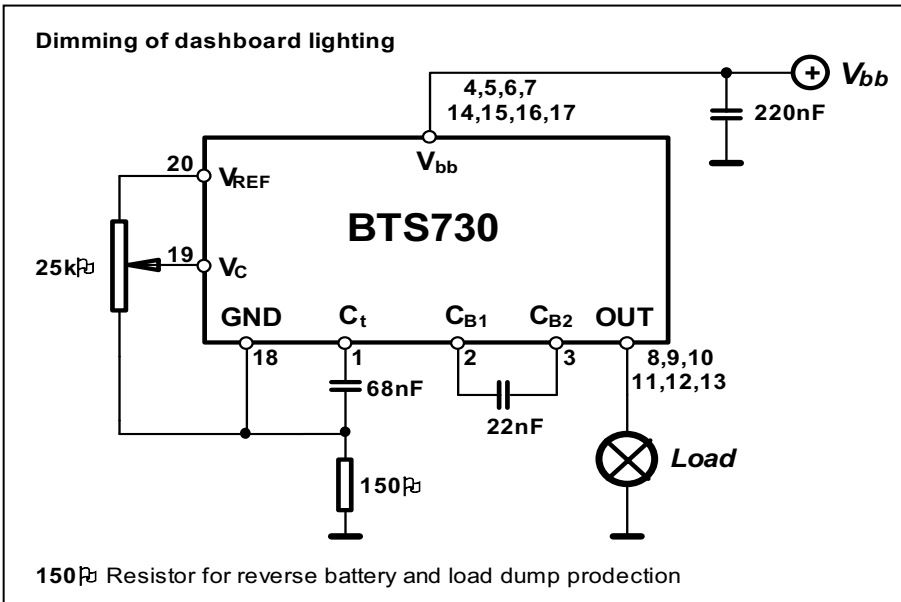 Dimming of dashboard lighting
4,5,6,7
14,15,16,17
Vbb
220nF
20
VREF
Vbb
BTS730
19
VC
25k
GND
Ct
CB1
CB2
OUT
18
1
2
3
8,9,10
11,12,13
68nF
22nF
Load
150
150 Resistor for reverse battery and load dump prodection